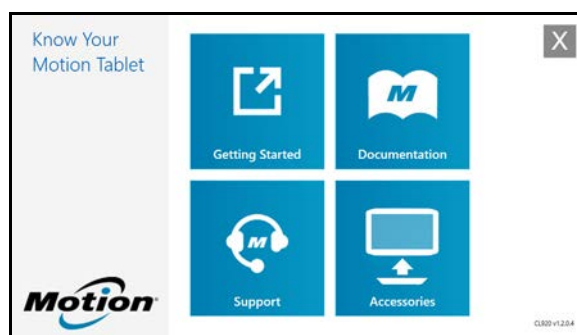 Know Your
Motion Tablet
X
Getting Started
M
Documentation
M
Support
Accessories
Motion
CL920 v1.2.0.4